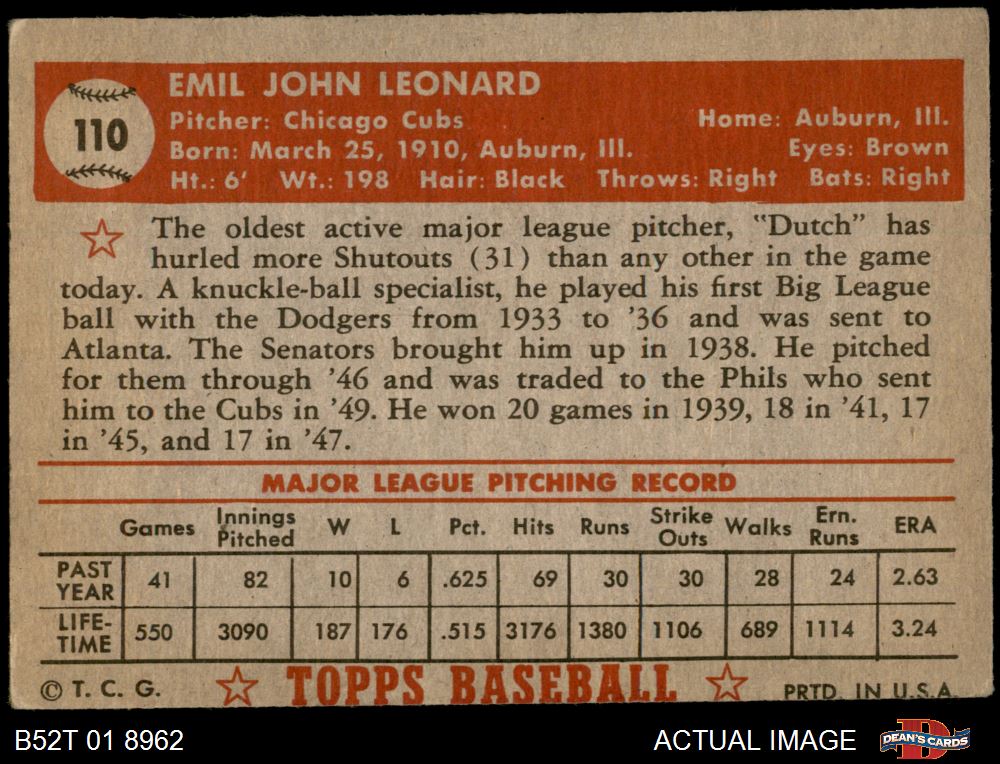 110
EMIL JOHN LEONARD
Pitcher: Chicago Cubs Home: Auburn, Ill.
Born: March 25, 1910, Auburn, Ill. Eyes: Brown
Ht.: 6' Wt.: 198 Hair: Black Throws: Right Bats: Right
The oldest active major league pitcher, "Dutch" has
hurled more Shutouts (31) than any other in the game
today. A knuckle-ball specialist, he played his first Big League
ball with the Dodgers from 1933 to '36 and was sent to
Atlanta. The Senators brought him up in 1938. He pitched
for them through '46 and was traded to the Phils who sent
him to the Cubs in '49. He won 20 games in 1939, 18 in '41, 17
in '45, and 17 in '47.
MAJOR LEAGUE PITCHING RECORD
Games Innings Pitched W L Pct. Hits Runs Strike Outs Walks Ern. Runs ERA
PAST YEAR 41 82 10 6 .625 69 30 30 28 24 2.63
LIFE-TIME 550 3090 187 176 .515 3176 1380 1106 689 1114 3.24
© T. C. G. TOPPS BASEBALL PRTD. IN U.S.A.
B52T 01 8962 ACTUAL IMAGE DEAN'S CARDS